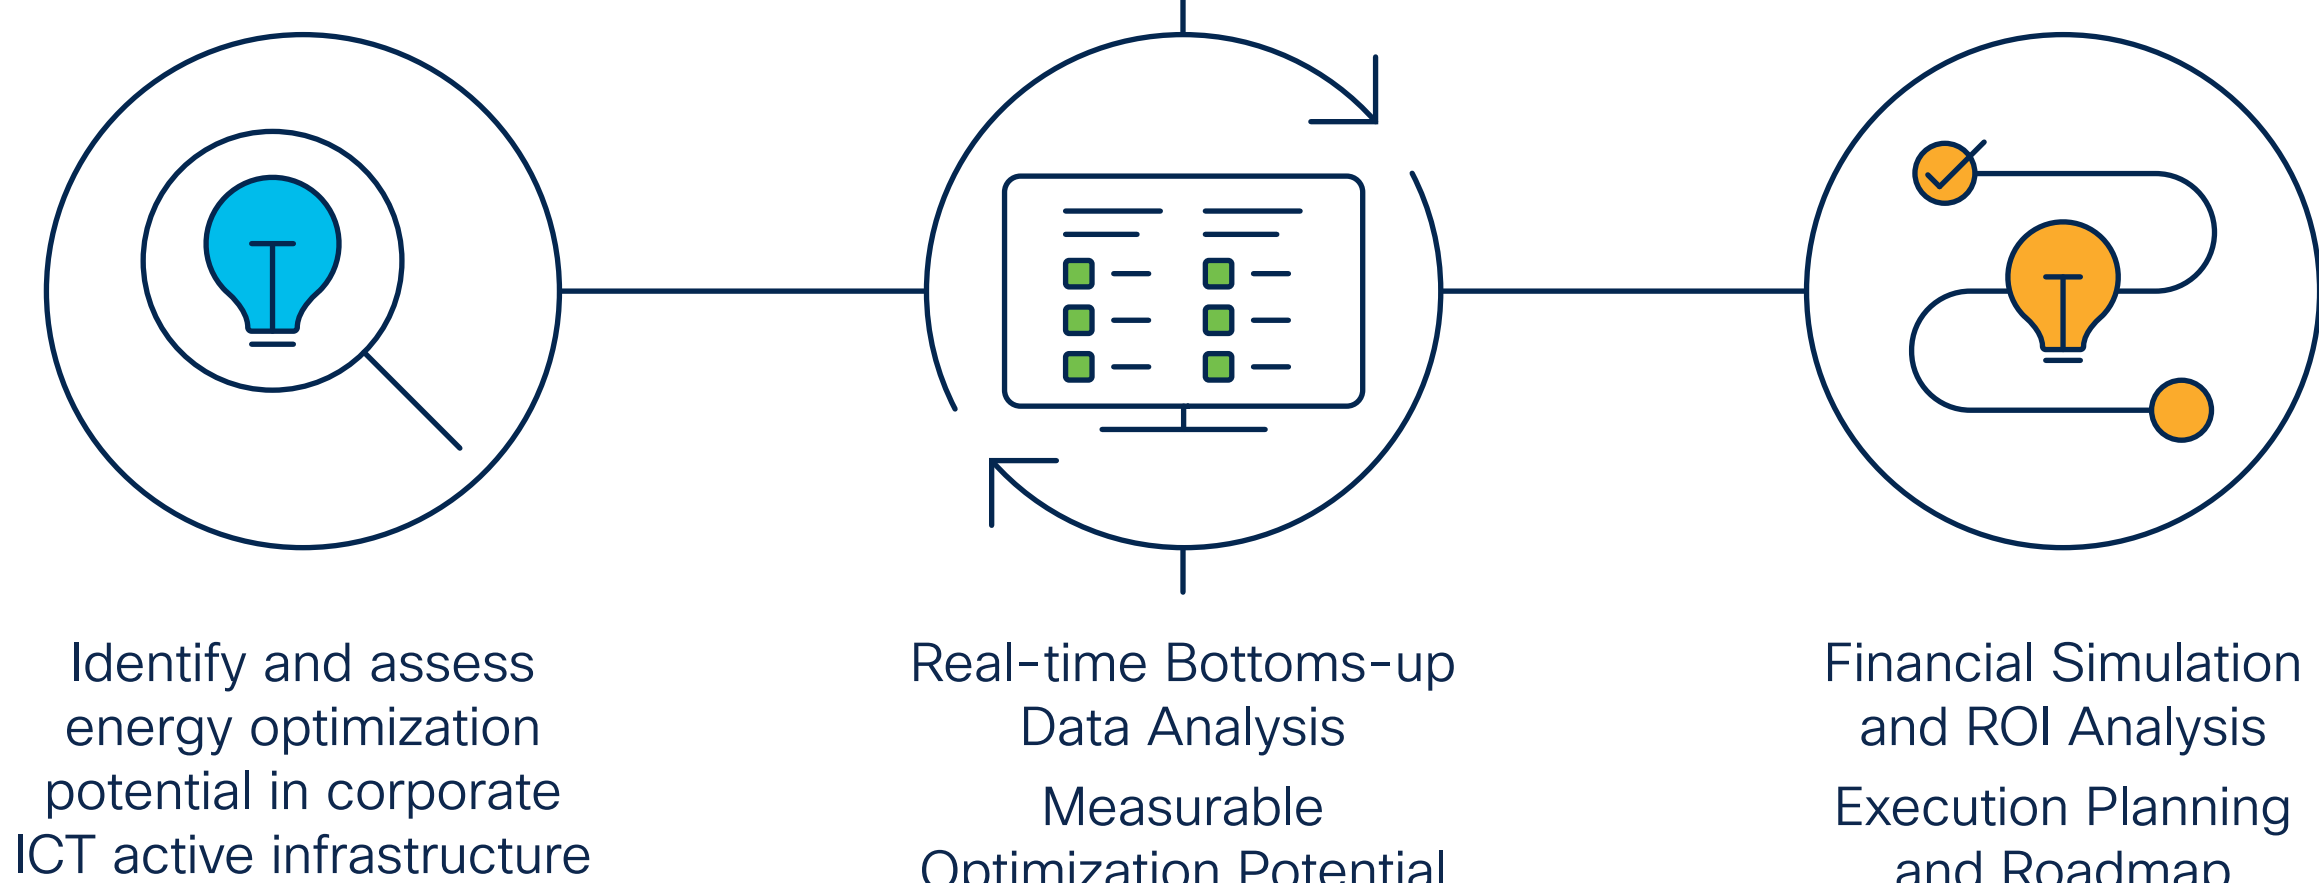 Identify and assess
energy optimization
potential in corporate
ICT active infrastructure
Real-time Bottoms-up
Data Analysis
Measurable
Optimization Potential
Financial Simulation
and ROI Analysis
Execution Planning
and Roadmap